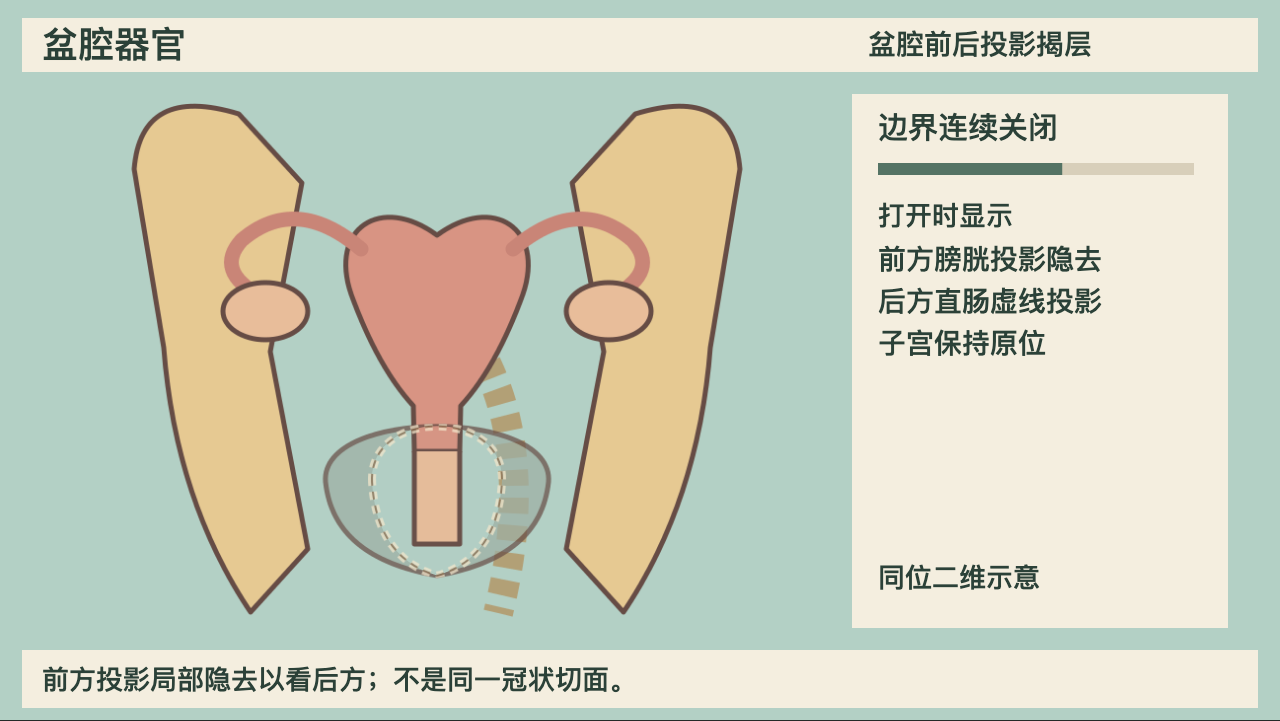 盆腔器官
盆腔前后投影揭层
边界连续关闭
打开时显示
前方膀胱投影隐去
后方直肠虚线投影
子宫保持原位
同位二维示意
前方投影局部隐去以看后方；不是同一冠状切面。